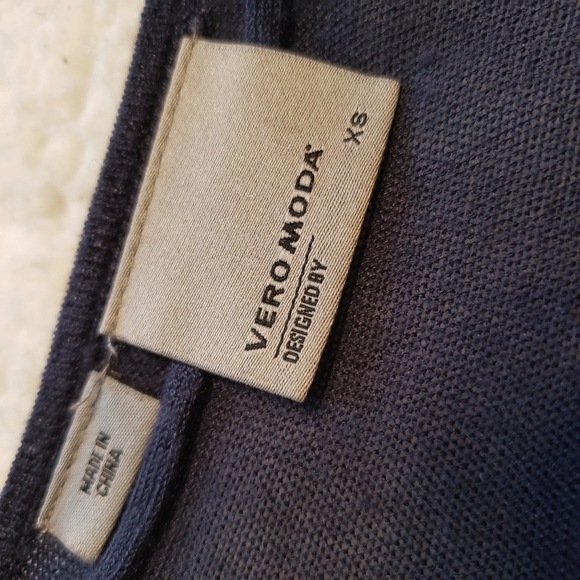 VERO MODA
DESIGNED BY
XS
MADE IN
CHINA